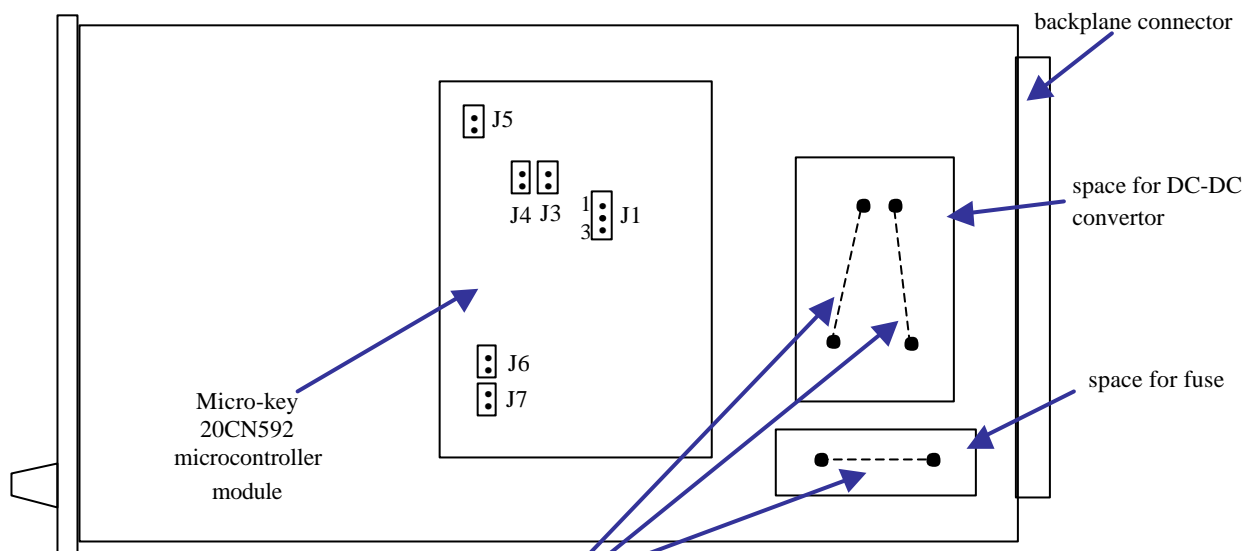 backplane connector
J5
J4 J3
1
3
J1
space for DC-DC
convertor
J6
J7
space for fuse
Micro-key
20CN592
microcontroller
module